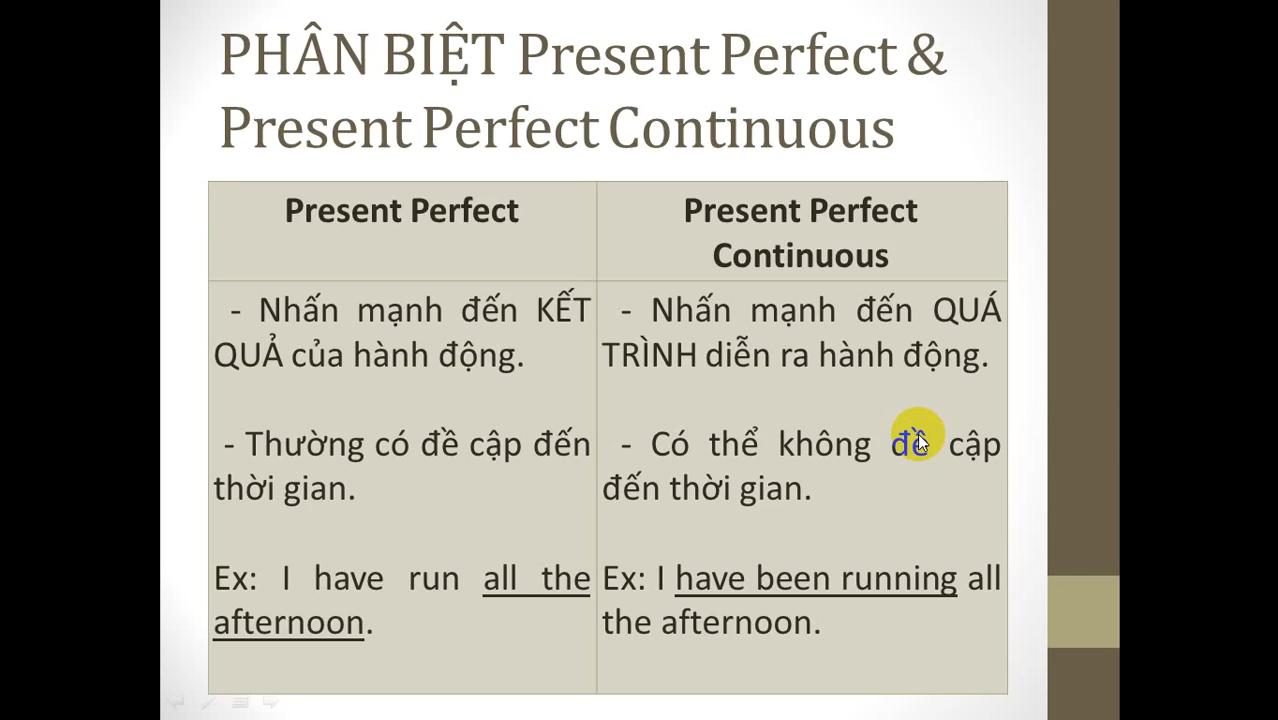 PHÂN BIỆT Present Perfect &
Present Perfect Continuous
Present Perfect
Present Perfect
Continuous
- Nhấn mạnh đến KẾT
QUẢ của hành động.
- Thường có đề cập đến
thời gian.
Ex: I have run all the
afternoon.
- Nhấn mạnh đến QUÁ
TRÌNH diễn ra hành động.
- Có thể không đề cập
đến thời gian.
Ex: I have been running all
the afternoon.